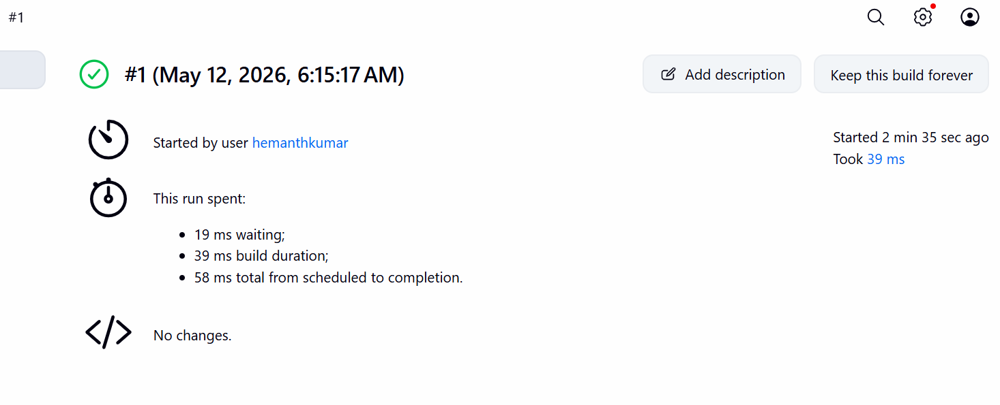 #1
#1 (May 12, 2026, 6:15:17 AM)
Add description
Keep this build forever
Started by user hemanthkumar
Started 2 min 35 sec ago
Took 39 ms
This run spent:
19 ms waiting;
39 ms build duration;
58 ms total from scheduled to completion.
No changes.